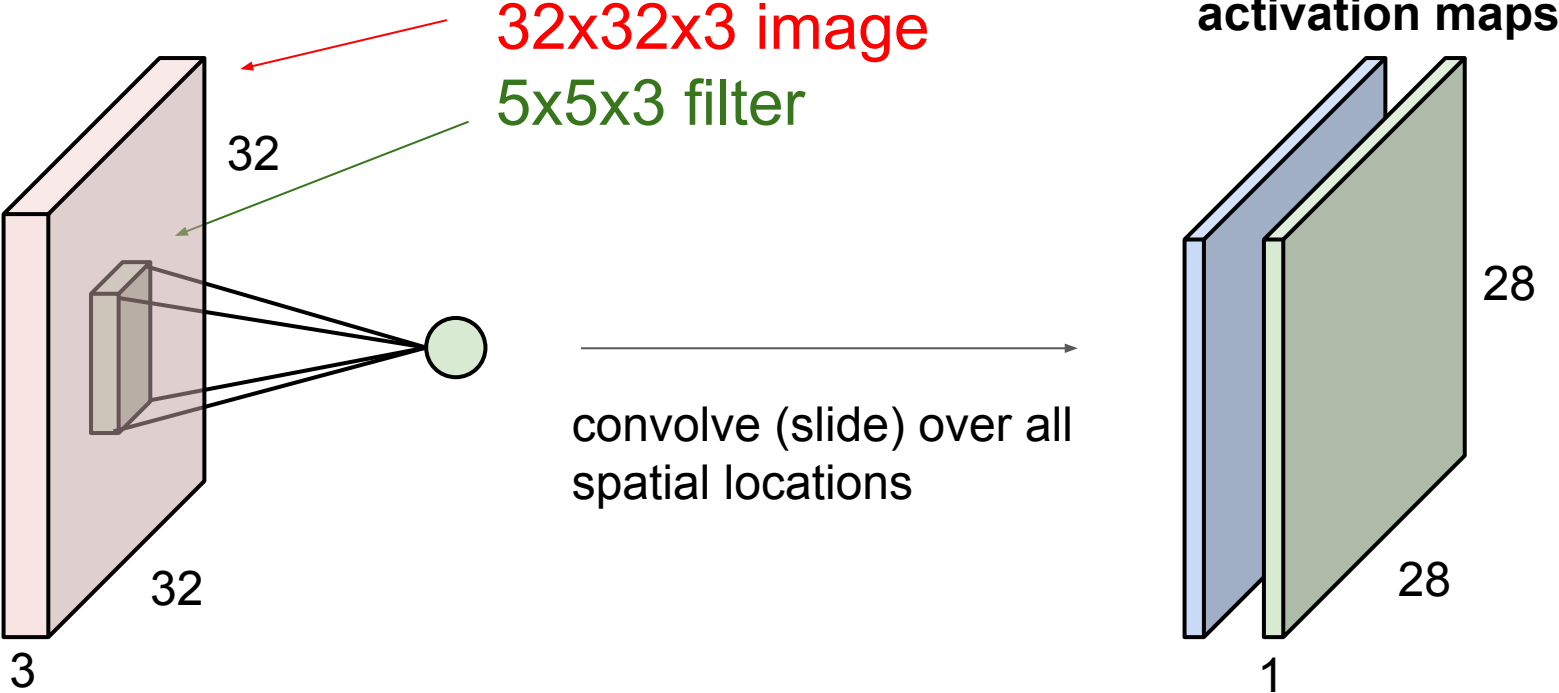 32x32x3 image
5x5x3 filter
32
32
3
convolve (slide) over all
spatial locations
activation maps
28
28
1